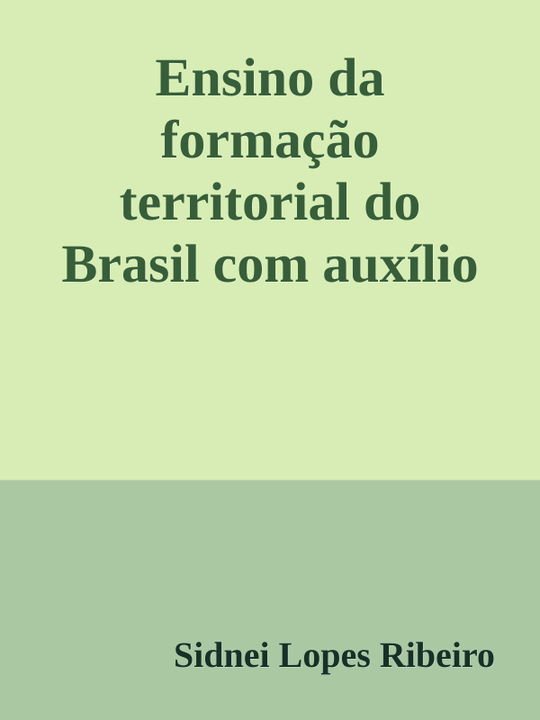 Ensino da
formação
territorial do
Brasil com auxílio
Sidnei Lopes Ribeiro